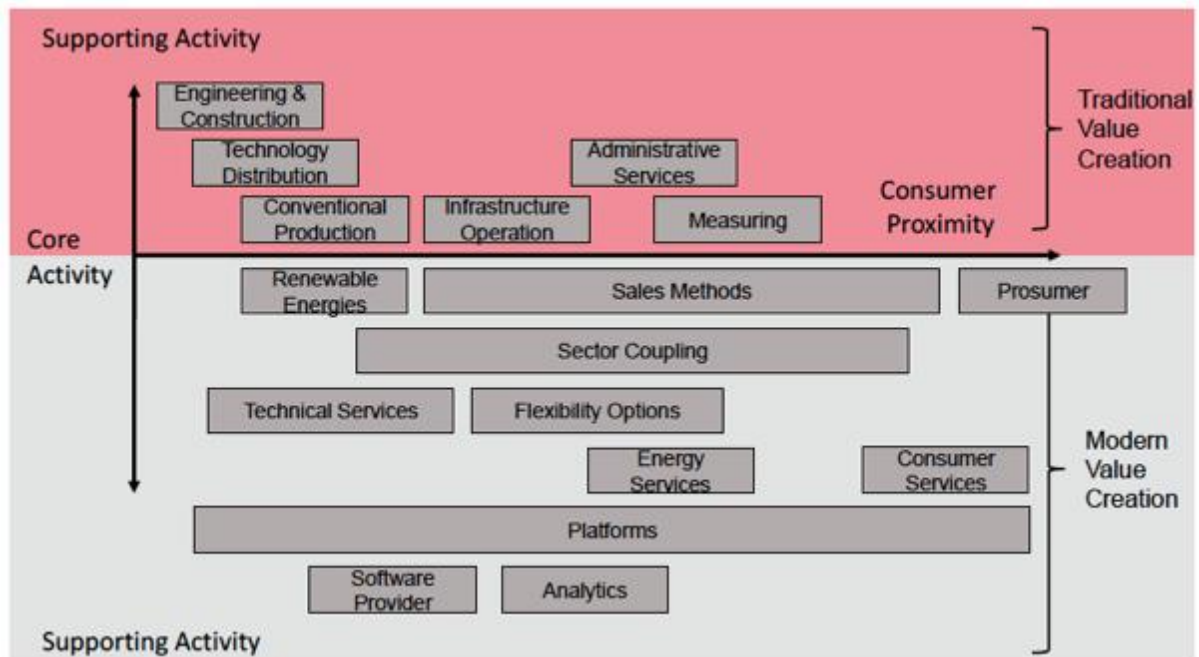 Supporting Activity
Engineering &
Construction
Technology
Distribution
Administrative
Services
Traditional
Value
Creation
Conventional
Production
Infrastructure
Operation
Measuring
Consumer
Proximity
Core
Activity
Renewable
Energies
Sales Methods
Prosumer
Sector Coupling
Technical Services
Flexibility Options
Energy
Services
Consumer
Services
Modern
Value
Creation
Platforms
Software
Provider
Analytics
Supporting Activity